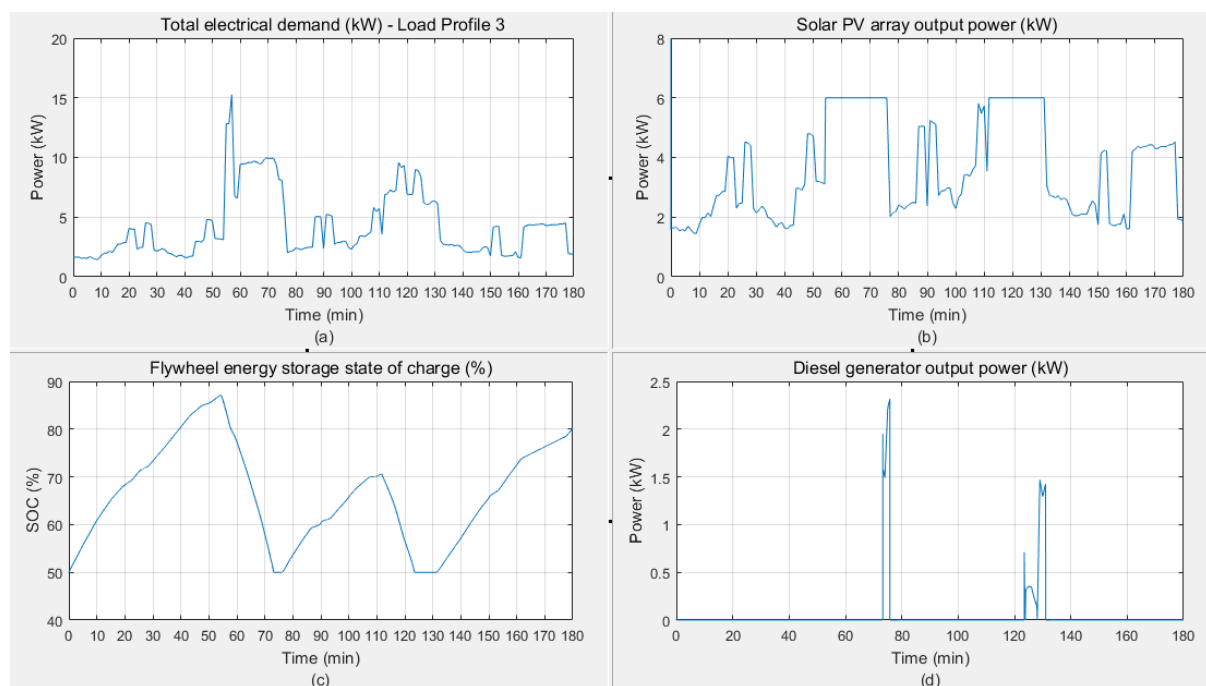 Total electrical demand (kW) - Load Profile 3
20
15
10
5
0
Power (kW)
0 10 20 30 40 50 60 70 80 90 100 110 120 130 140 150 160 170 180
Time (min)
(a)
Solar PV array output power (kW)
8
6
4
2
0
Power (kW)
0 10 20 30 40 50 60 70 80 90 100 110 120 130 140 150 160 170 180
Time (min)
(b)
Flywheel energy storage state of charge (%)
90
80
70
60
50
40
SOC (%)
0 10 20 30 40 50 60 70 80 90 100 110 120 130 140 150 160 170 180
Time (min)
(c)
Diesel generator output power (kW)
2.5
2
1.5
1
0.5
0
Power (kW)
0 20 40 60 80 100 120 140 160 180
Time (min)
(d)